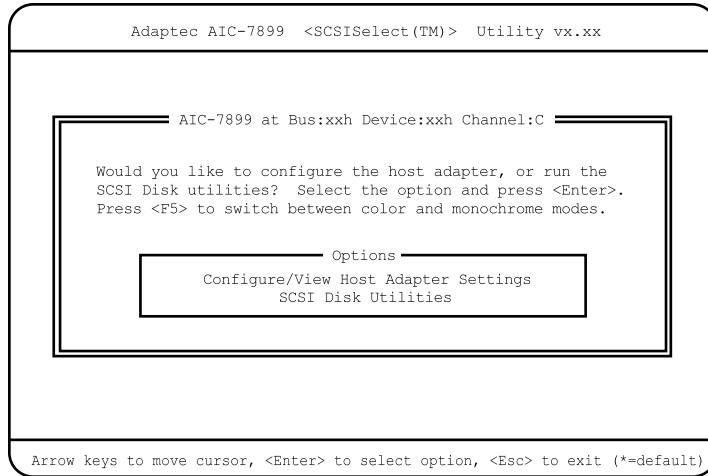 Adaptec AIC-7899 <SCSISelect(TM)> Utility vx.xx
AIC-7899 at Bus:xxh Device:xxh Channel:C
Would you like to configure the host adapter, or run the
SCSI Disk utilities? Select the option and press <Enter>.
Press <F5> to switch between color and monochrome modes.
Options
Configure/View Host Adapter Settings
SCSI Disk Utilities
Arrow keys to move cursor, <Enter> to select option, <Esc> to exit (*=default)